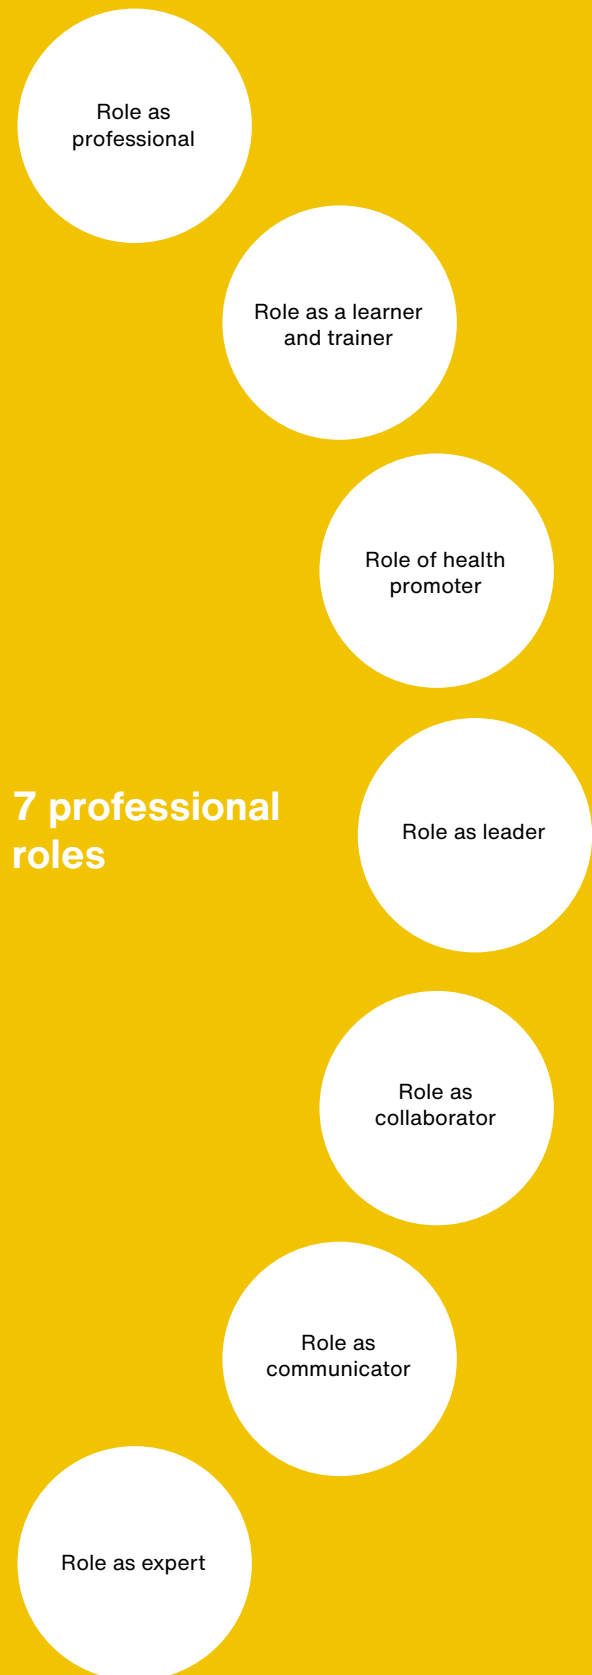 Role as
professional
Role as a learner
and trainer
Role of health
promoter
7 professional
roles
Role as leader
Role as
collaborator
Role as
communicator
Role as expert